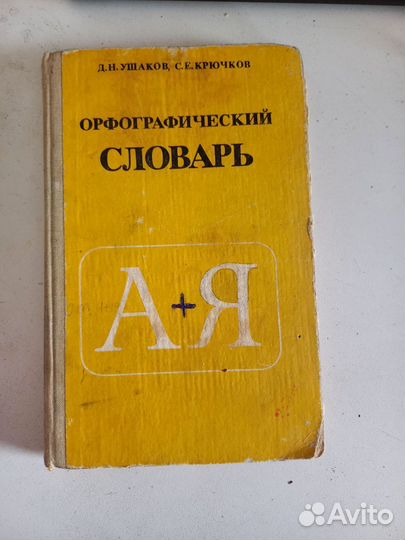 Д.Н.УШАКОВ, С.Е.КРЮЧКОВ
ОРФОГРАФИЧЕСКИЙ
СЛОВАРЬ
А+Я
Avito